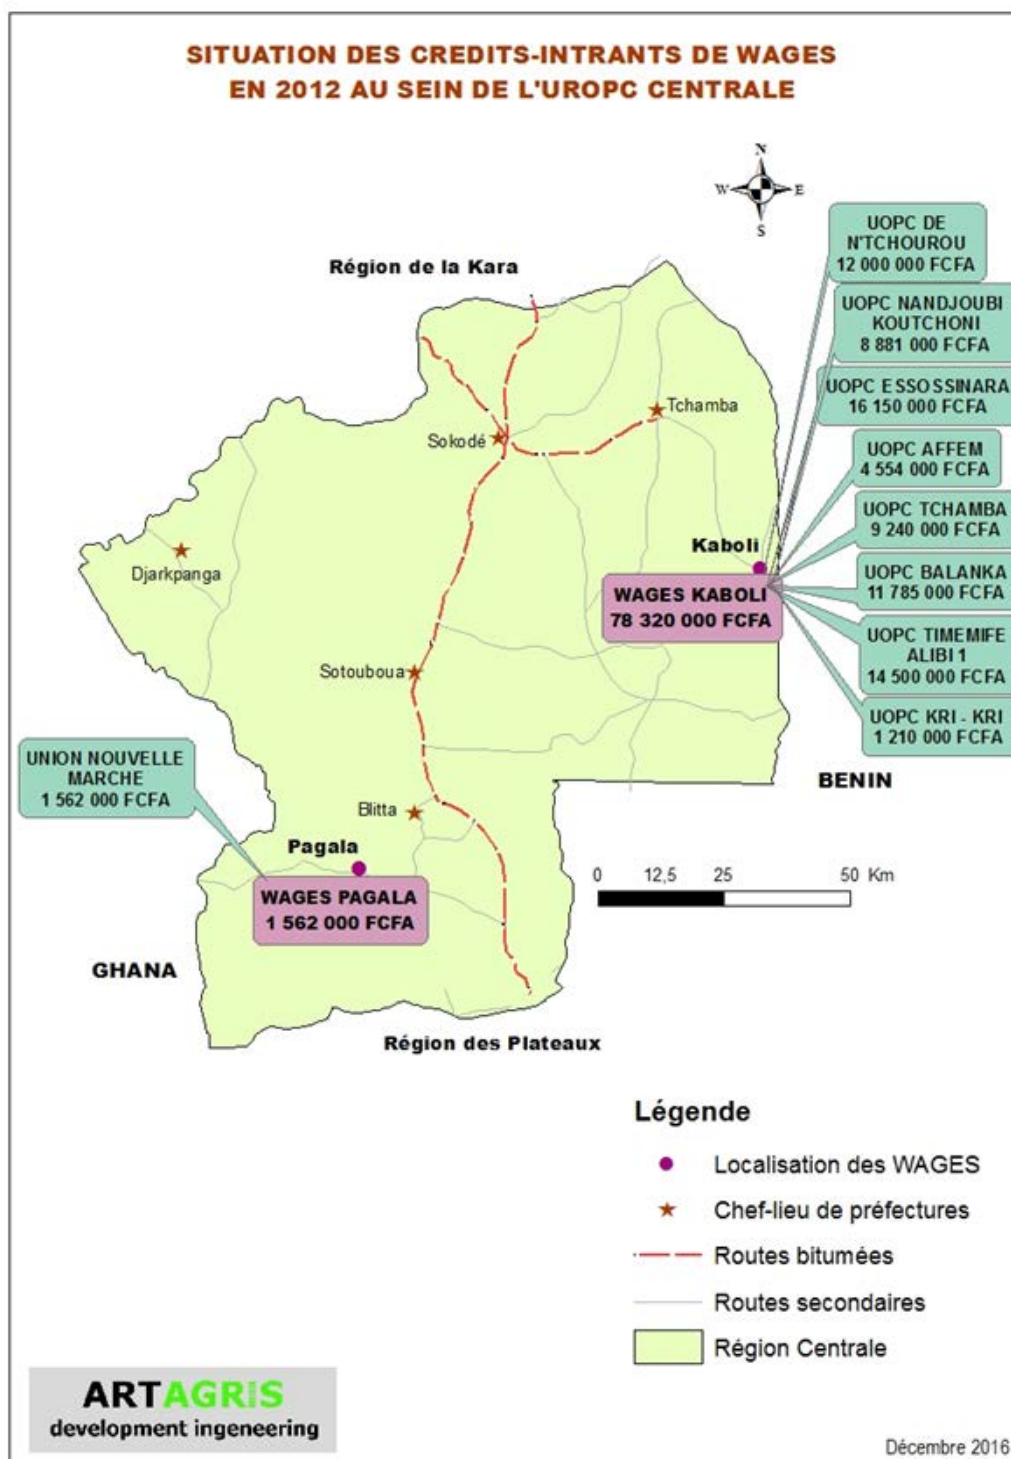 SITUATION DES CREDITS-INTRANTS DE WAGES
EN 2012 AU SEIN DE L'UROPC CENTRALE
N
W
E
S
UOPC DE
N'TCHOUROU
12 000 000 FCFA
Région de la Kara
UOPC NANDJOUBI
KOUTCHONI
8 881 000 FCFA
UOPC ESSOSSINARA
16 150 000 FCFA
Tchamba
Sokodé
UOPC AFFEM
4 554 000 FCFA
UOPC TCHAMBA
9 240 000 FCFA
Kaboli
Djarkpanga
UOPC BALANKA
11 785 000 FCFA
WAGES KABOLI
78 320 000 FCFA
UOPC TIMEMIFE
ALIBI 1
14 500 000 FCFA
Sotouboua
UOPC KRI - KRI
1 210 000 FCFA
UNION NOUVELLE
MARCHE
1 562 000 FCFA
BENIN
Blitta
Pagala
0 12,5 25 50 Km
WAGES PAGALA
1 562 000 FCFA
GHANA
Région des Plateaux
Légende
Localisation des WAGES
Chef-lieu de préfectures
Routes bitumées
Routes secondaires
Région Centrale
ARTAGRIS
development ingeneering
Décembre 2016